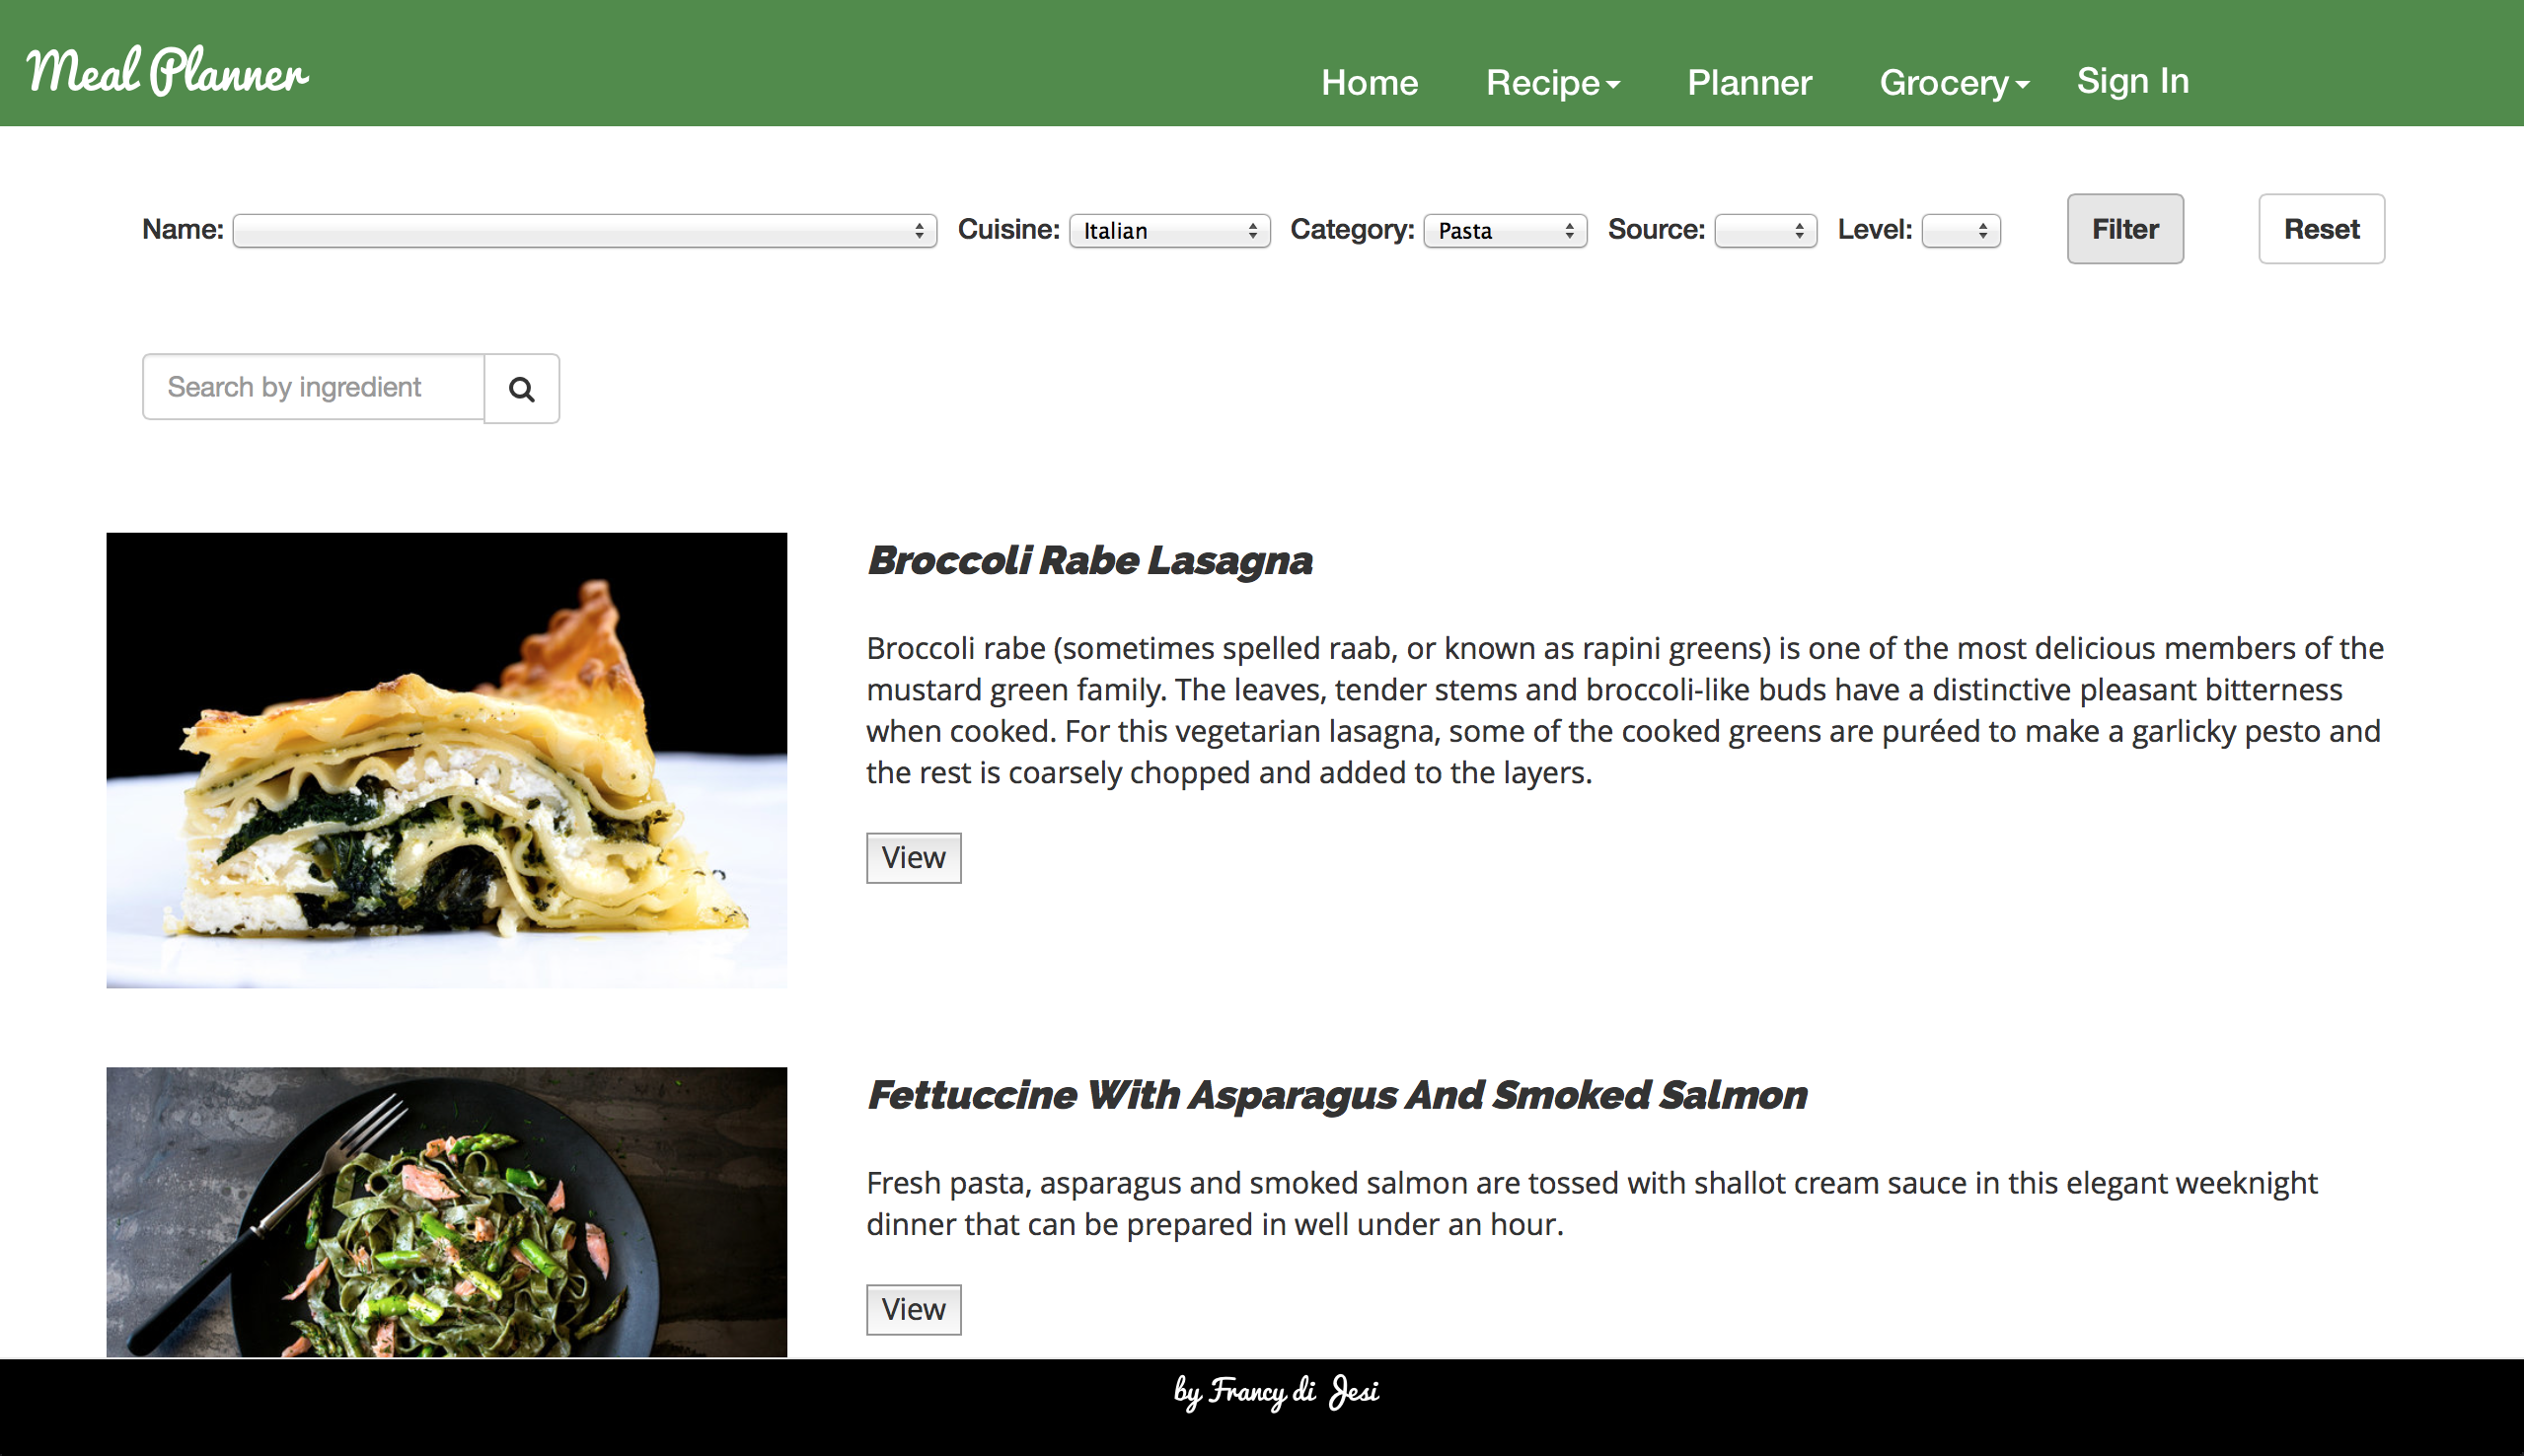 Meal Planner
Home Recipe Planner Grocery Sign In
Name: Cuisine: Italian Category: Pasta Source: Level: Filter Reset
Search by ingredient
Broccoli Rabe Lasagna
Broccoli rabe (sometimes spelled raab, or known as rapini greens) is one of the most delicious members of the
mustard green family. The leaves, tender stems and broccoli-like buds have a distinctive pleasant bitterness
when cooked. For this vegetarian lasagna, some of the cooked greens are puréed to make a garlicky pesto and
the rest is coarsely chopped and added to the layers.
View
Fettuccine With Asparagus And Smoked Salmon
Fresh pasta, asparagus and smoked salmon are tossed with shallot cream sauce in this elegant weeknight
dinner that can be prepared in well under an hour.
View
by Francy di Jesi